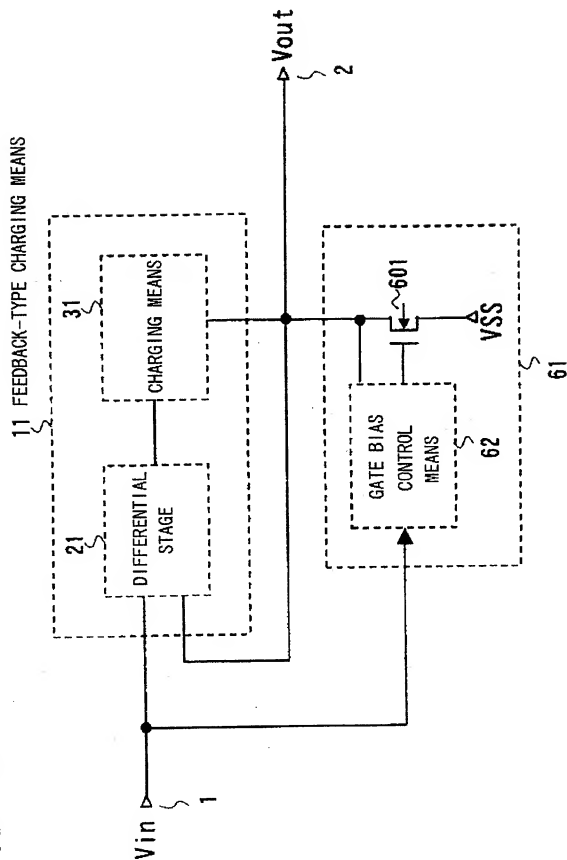 11 FEEDBACK-TYPE CHARGING MEANS
31
CHARGING MEANS
21
DIFFERENTIAL
STAGE
Vin
1
Vout
2
GATE BIAS
CONTROL
MEANS
62
601
VSS
61